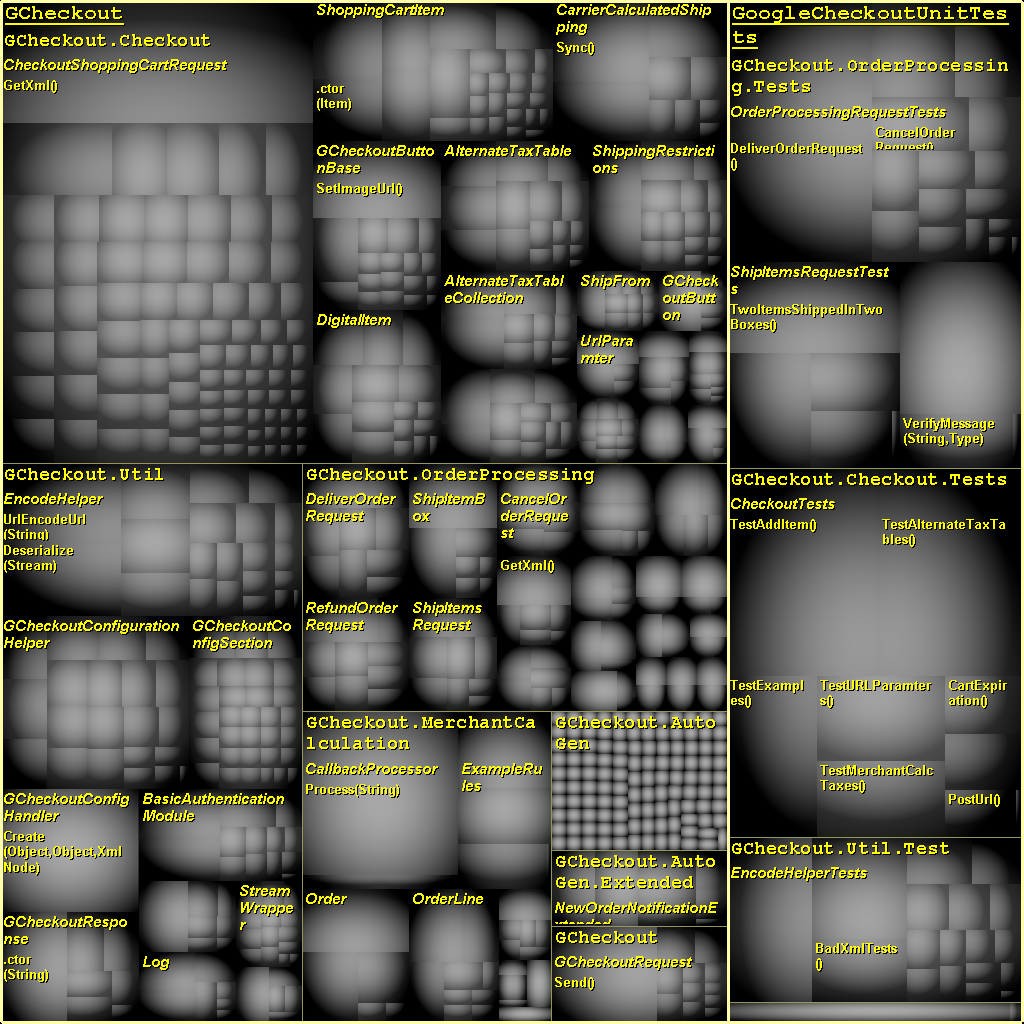 GCheckout
GCheckout.Checkout
CheckoutShoppingCartRequest
GetXml()
ShoppingCartItem
.ctor
(Item)
CarrierCalculatedShip
ping
Sync()
GCheckoutButto
nBase
SetImageUrl()
AlternateTaxTable
ShippingRestricti
ons
AlternateTaxTabl
eCollection
ShipFrom
GCheck
outButt
on
DigitalItem
UrlPara
mter
GCheckout.Util
EncodeHelper
UrlEncodeUrl
(String)
Deserialize
(Stream)
GCheckoutConfiguration
Helper
GCheckoutCo
nfigSection
GCheckoutConfig
Handler
Create
(Object,Object,Xml
Node)
BasicAuthentication
Module
GCheckoutRespo
nse
.ctor
(String)
Stream
Wrappe
r
Log
GCheckout.OrderProcessing
DeliverOrder
Request
ShipItemB
ox
CancelOr
derReque
st
GetXml()
RefundOrder
Request
ShipItems
Request
GCheckout.MerchantCa
lculation
CallbackProcessor
Process(String)
ExampleRu
les
Order
OrderLine
GCheckout.Auto
Gen
GCheckout.Auto
Gen.Extended
NewOrderNotificationE
xtended
GCheckout
GCheckoutRequest
Send()
GoogleCheckoutUnitTes
ts
GCheckout.OrderProcessin
g.Tests
OrderProcessingRequestTests
DeliverOrderRequest
()
CancelOrder
Request()
ShipItemsRequestTest
s
TwoItemsShippedInTwo
Boxes()
VerifyMessage
(String,Type)
GCheckout.Checkout.Tests
CheckoutTests
TestAddItem()
TestAlternateTaxTa
bles()
TestExampl
es()
TestURLParamter
s()
CartExpir
ation()
TestMerchantCalc
Taxes()
PostUrl()
GCheckout.Util.Test
EncodeHelperTests
BadXmlTests
()